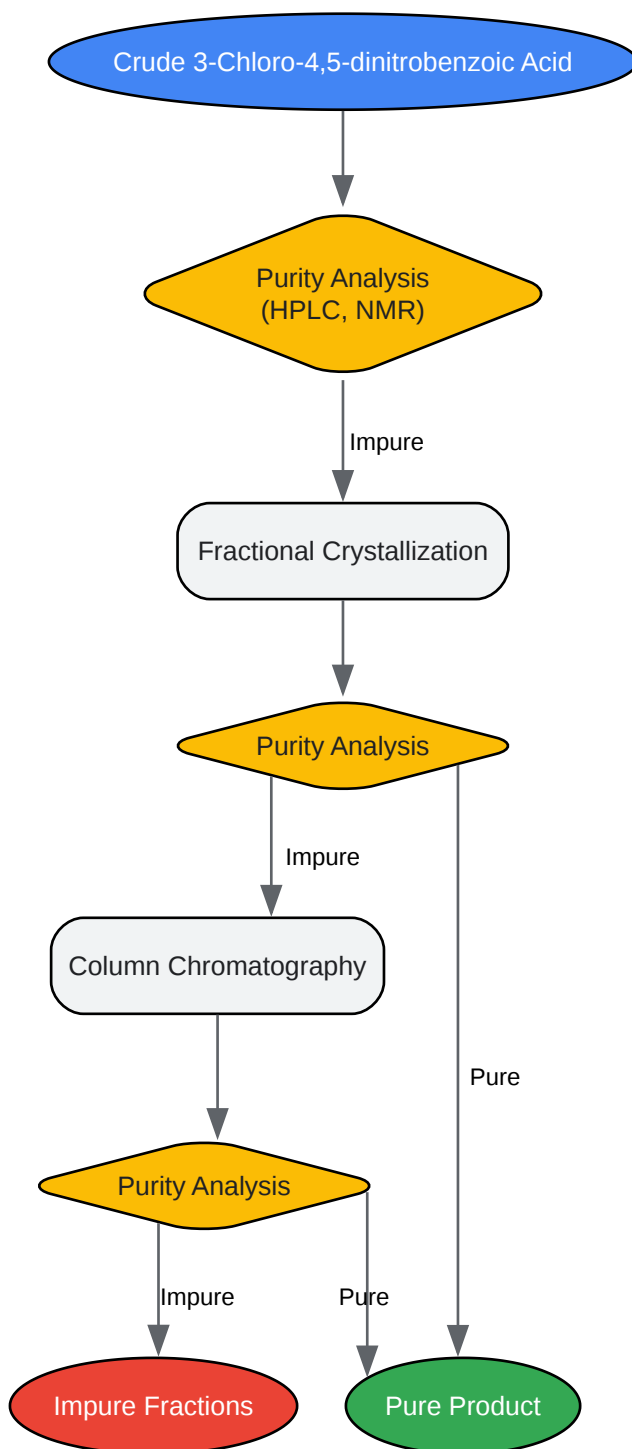 Crude 3-Chloro-4,5-dinitrobenzoic Acid
Purity Analysis
(HPLC, NMR)
Impure
Fractional Crystallization
Purity Analysis
Impure
Column Chromatography
Pure
Purity Analysis
Impure
Pure
Impure Fractions
Pure Product